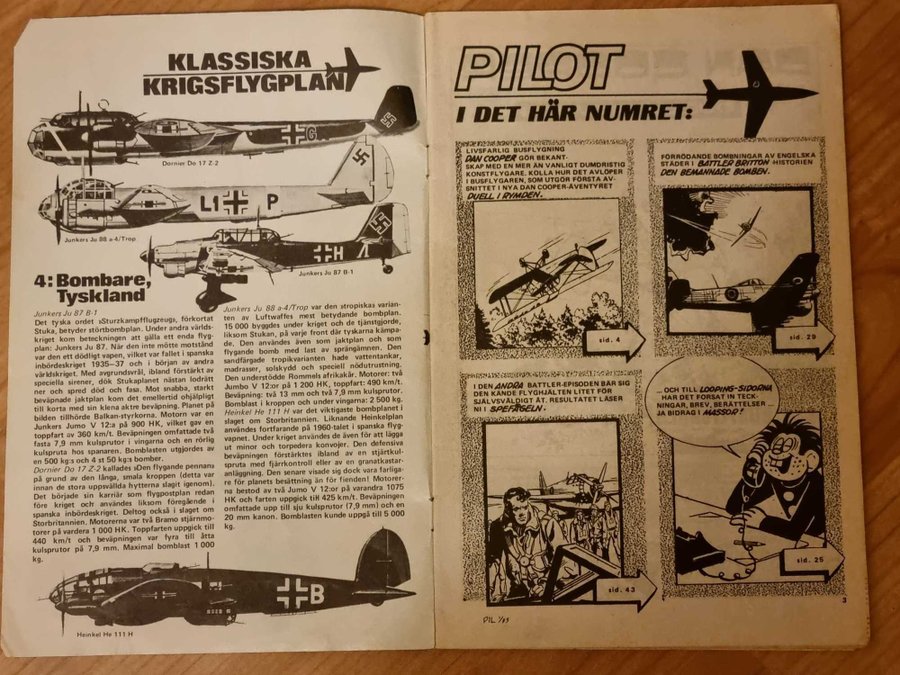 KLASSISKA
KRIGSFLYGPLAN
G
Dornier Do 17 Z-2
L1 P
Junkers Ju 88 a-4/Trop
H
Junkers Ju 87 B-1
4: Bombare,
Tyskland
Junkers Ju 87 B-1
Det tyska ordet »Sturzkampfflugzeug», förkortat
Stuka, betyder störtbombplan. Under andra världs-
kriget kom beteckningen att gälla ett enda flyg-
plan: Junkers Ju 87. När den inte mötte motstånd
var den ett dödligt vapen, vilket var fallet i spanska
inbördeskriget 1935–37 och i början av andra
världskriget. Med avgrundsvrål, ibland förstärkt av
speciella sirener, dök Stukaplanet nästan lodrätt
ner och spred död och fasa. Mot snabba, starkt
beväpnade jaktplan kom det emellertid ohjälpligt
till korta med sin klena aktre beväpning. Planet på
bilden tillhörde Balkan-styrkorna. Motorn var en
Junkers Jumo V 12:a på 900 HK, vilket gav en
toppfart av 360 km/t. Beväpningen omfattade två
fasta 7,9 mm kulsprutor i vingarna och en rörlig
kulspruta hos spanaren. Bomblasten utgjordes av
en 500 kg:s och 4 st 50 kg:s bomber.
Dornier Do 17 Z-2 kallades »Den flygande pennan»
på grund av den långa, smala kroppen (detta var
innan de stora uppsvällda hytterna slagit igenom).
Det började sin karriär som flygpostplan redan
före kriget och användes liksom föregående i
spanska inbördeskriget. Deltog också i slaget om
Storbritannien. Motorerna var två Bramo stjärnmo-
torer på vardera 1 000 HK. Toppfarten uppgick till
440 km/t och beväpningen var fyra till åtta
kulsprutor på 7,9 mm. Maximal bomblast 1 000
kg.
Junkers Ju 88 a-4/Trop var den »tropiska» varian-
ten av Luftwaffes mest betydande bombplan.
15 000 byggdes under kriget och de tjänstgjorde,
liksom Stukan, på varje front där tyskarna kämpa-
de. Den användes även som jaktplan och som
flygande bomb med last av sprängämnen. Den
sandfärgade tropikvarianten hade vattentankar,
madrasser, solskydd och speciell nödutrustning.
Den understödde Rommels afrikakår. Motorer: två
Jumbo V 12:or på 1 200 HK, toppfart: 490 km/t.
Beväpning: två 13 mm och två 7,9 mm kulsprutor.
Bomblast i kroppen och under vingarna: 2 500 kg.
Heinkel He 111 H var det viktigaste bombplanet i
slaget om Storbritannien. Liknande Heinkelplan
användes fortfarande på 1960-talet i spanska flyg-
vapnet. Under kriget användes de även för att lägga
ut minor och torpedera konvojer. Den defensiva
beväpningen förstärktes ibland av en stjärtkul-
spruta med fjärrkontroll eller av en granatkastar-
anläggning. Den senare visade sig dock vara farliga-
re för planets besättning än för fienden! Motorer-
na bestod av två Jumo V 12:or på varandra 1075
HK och farten uppgick till 425 km/t. Beväpningen
omfattade upp till sju kulsprutor (7,9 mm) och en
20 mm kanon. Bomblasten kunde uppgå till 5 000
kg.
B
Heinkel He 111 H
PILOT
I DET HÄR NUMRET:
LIVSFARLIG BUSFLYGNING
DAN COOPER GÖR BEKANT-
SKAP MED EN MER ÄN VANLIGT DUMDRISTIG
KONSTFLYGARE. KOLLA HUR DET AVLÖPER
I BUSFLYGAREN, SOM UTGÖR FÖRSTA AV-
SNITTET I NYA DAN COOPER-ÄVENTYRET
DUELL I RYMDEN.
sid. 4
FÖRRÖDANDE BOMBNINGAR AV ENGELSKA
STÄDER I BATTLER BRITTON-HISTORIEN
DEN BEMANNADE BOMBEN.
sid. 29
I DEN ANDRA BATTLER-EPISODEN BÄR SIG
DEN KANDE FLYGHJÄLTEN LITET FÖR
SJÄLVSVÅLDIGT ÅT. RESULTATET LÄSER
NI I SPEFÅGELN.
sid. 43
...OCH TILL LOOPING-SIDORNA
HAR DET FORSAT IN TECK-
NINGAR, BREV, BERÄTTELSER ...
JA BIDRAG I MASSOR!
sid. 25
PIL 1/83
3